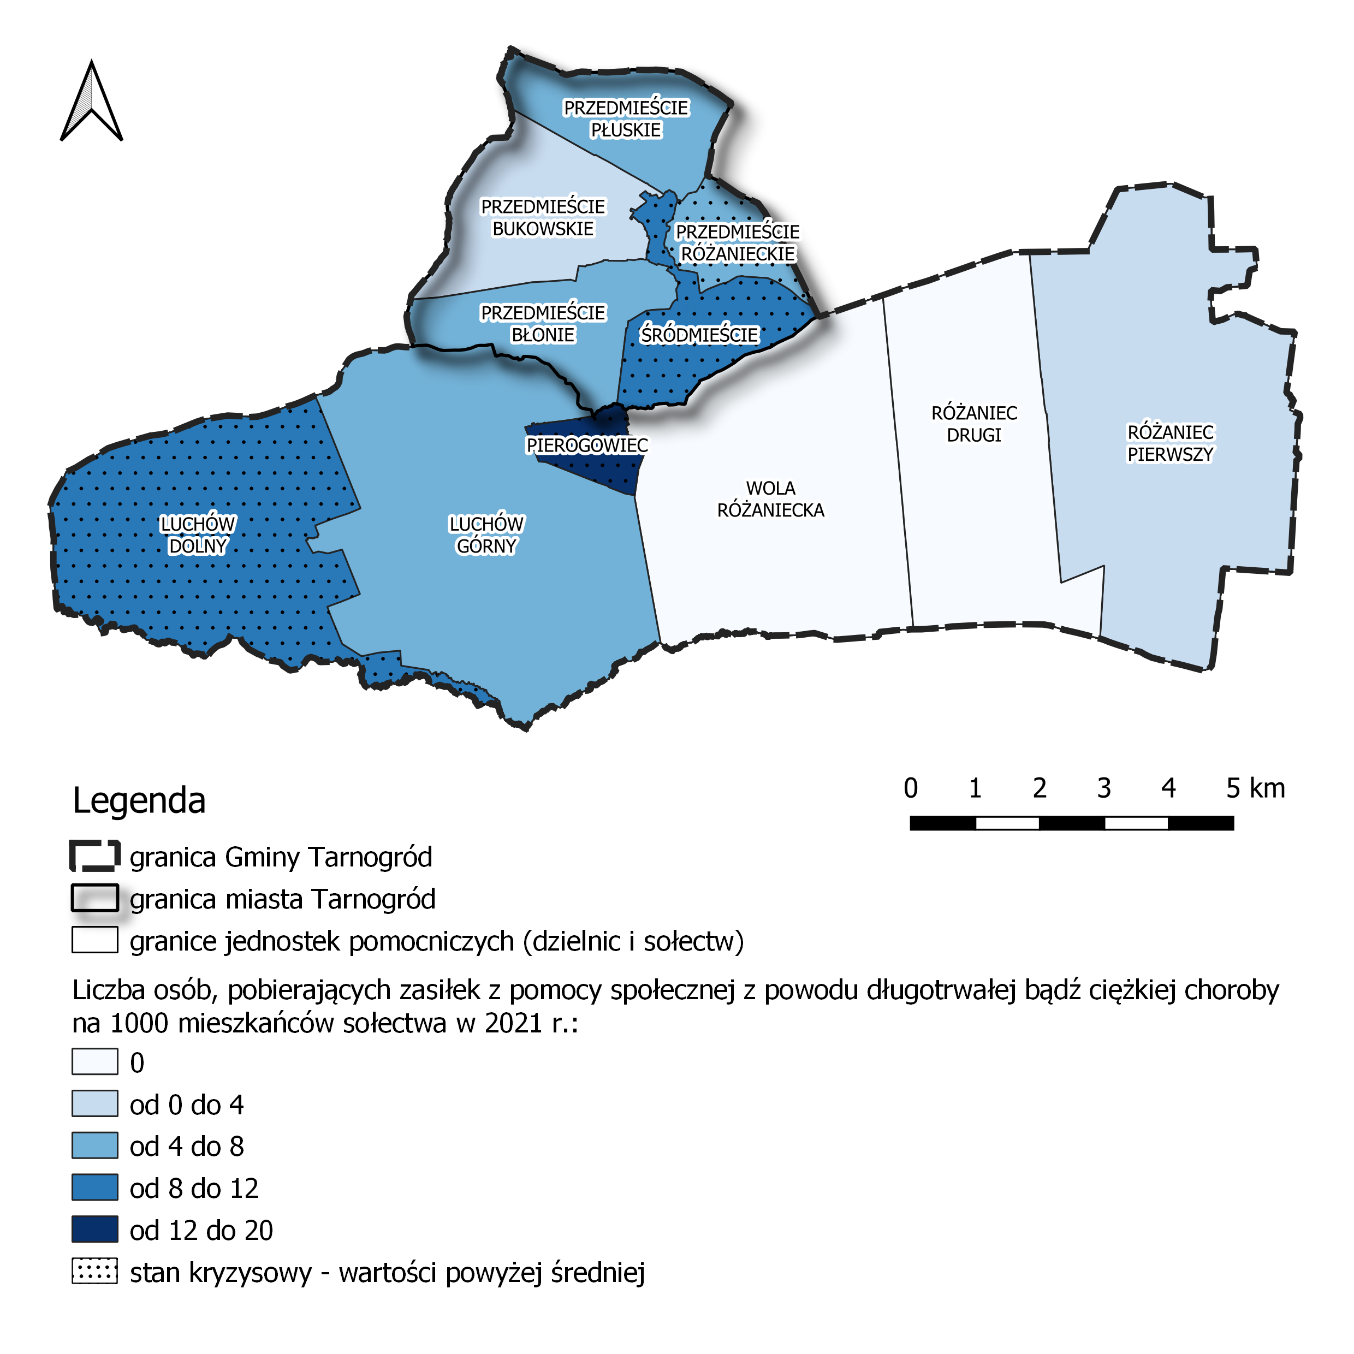 PRZEDMIEŚCIE
PŁUSKIE
PRZEDMIEŚCIE
BUKOWSKIE
PRZEDMIEŚCIE
RÓŻANIECKIE
PRZEDMIEŚCIE
BŁONIE
ŚRÓDMIEŚCIE
PIEROGOWIEC
LUCHÓW
DOLNY
LUCHÓW
GÓRNY
WOLA
RÓŻANIECKA
RÓŻANIEC
DRUGI
RÓŻANIEC
PIERWSZY
0 1 2 3 4 5 km
Legenda
granica Gminy Tarnogród
granica miasta Tarnogród
granice jednostek pomocniczych (dzielnic i sołectw)
Liczba osób, pobierających zasiłek z pomocy społecznej z powodu długotrwałej bądź ciężkiej choroby
na 1000 mieszkańców sołectwa w 2021 r.:
0
od 0 do 4
od 4 do 8
od 8 do 12
od 12 do 20
stan kryzysowy - wartości powyżej średniej